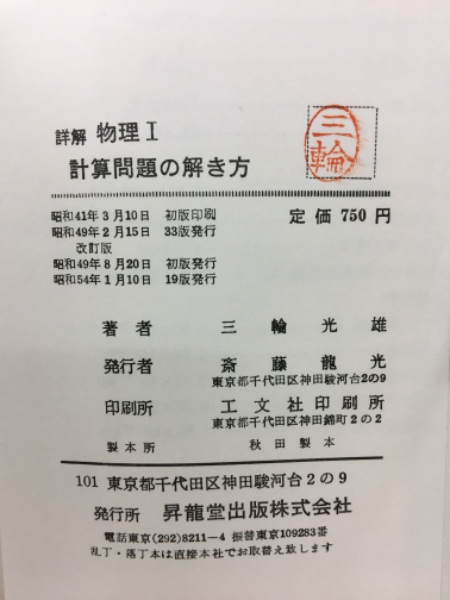 詳解 物理 I
計算問題の解き方
三輪
昭和41年3月10日 初版印刷
昭和49年2月15日 33版発行
改訂版
昭和49年8月20日 初版発行
昭和54年1月10日 19版発行
定価 750円
著者 三輪光雄
発行者 斎藤龍光
東京都千代田区神田駿河台2の9
印刷所 工文社印刷所
東京都千代田区神田錦町2の2
製本所 秋田製本
101 東京都千代田区神田駿河台2の9
発行所 昇龍堂出版株式会社
電話東京(292)8211-4 振替東京109283番
乱丁・落丁本は直接本社でお取替え致します